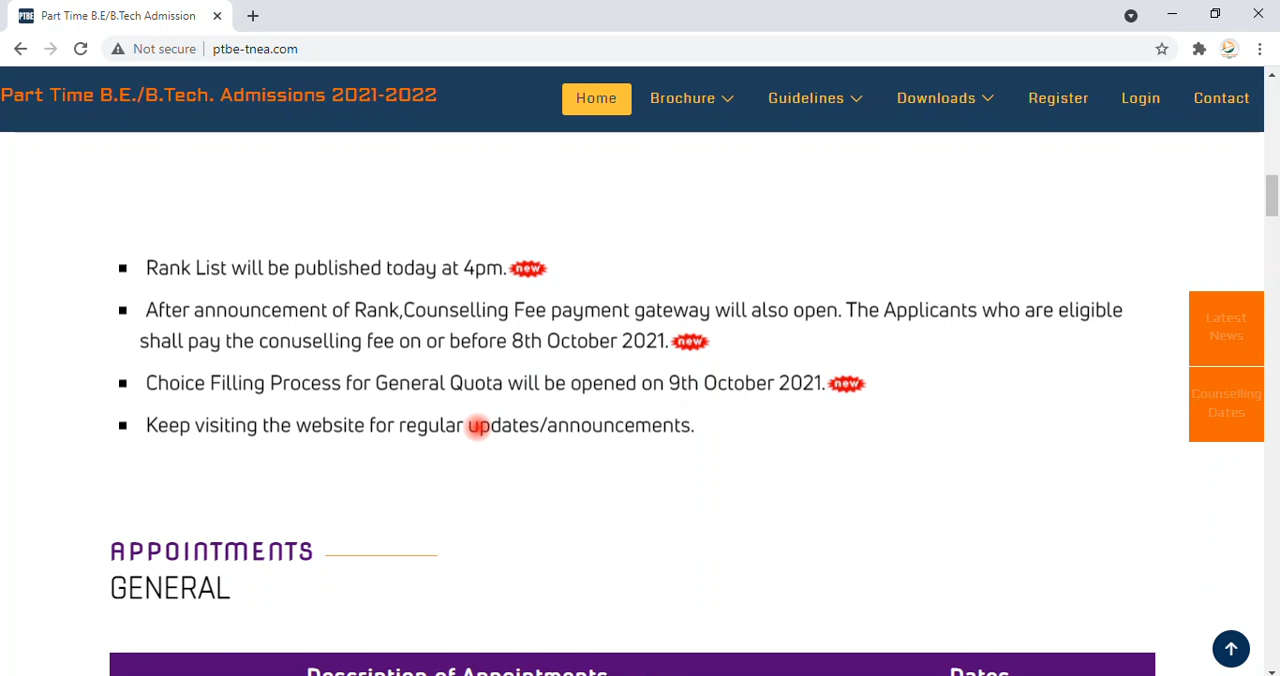 PTBE Part Time B.E/B.Tech Admission
Not secure ptbe-tnea.com
Part Time B.E./B.Tech. Admissions 2021-2022 Home Brochure Guidelines Downloads Register Login Contact
Rank List will be published today at 4pm. new
After announcement of Rank,Counselling Fee payment gateway will also open. The Applicants who are eligible
shall pay the conuselling fee on or before 8th October 2021. new
Latest
News
Choice Filling Process for General Quota will be opened on 9th October 2021. new
Counselling
Dates
Keep visiting the website for regular updates/announcements.
APPOINTMENTS
GENERAL
Description of Appointments Dates